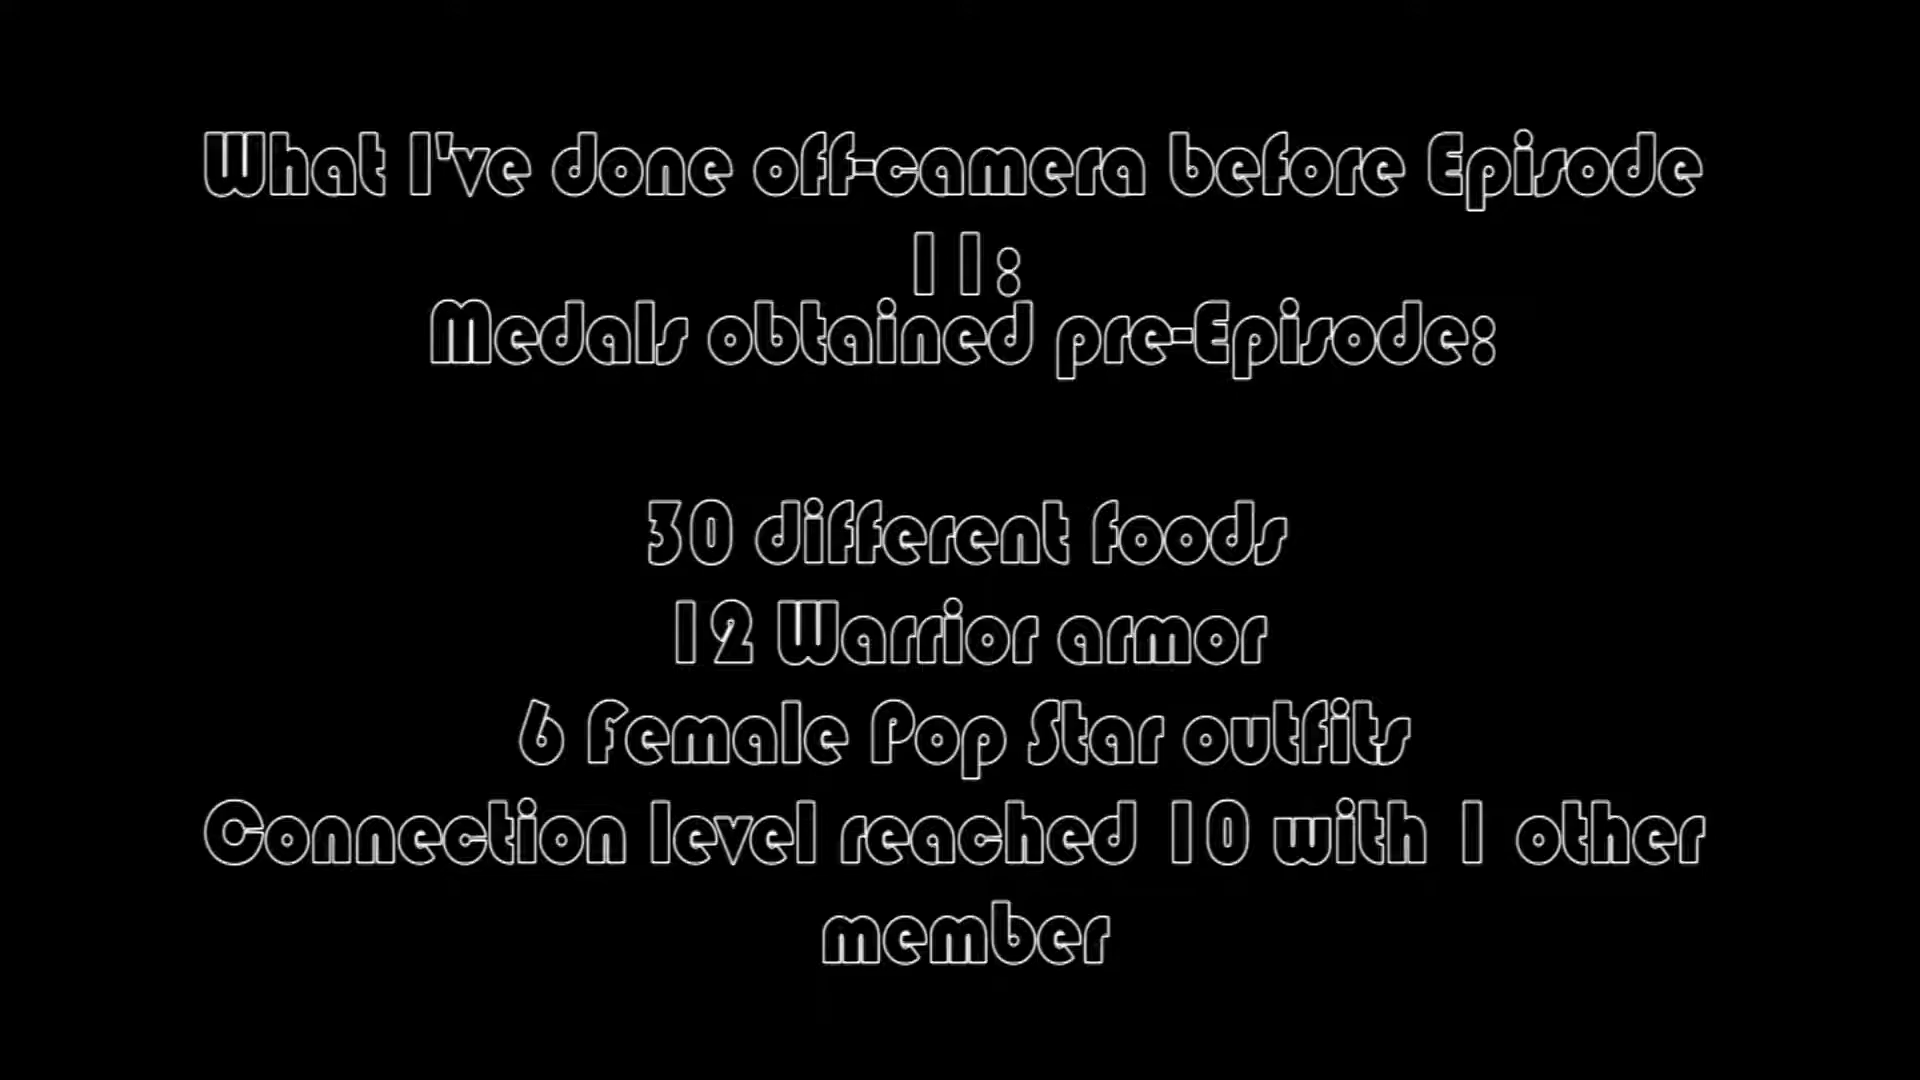 What I've done off-camera before Episode
11:
Medals obtained pre-Episode:
30 different foods
12 Warrior armor
6 Female Pop Star outfits
Connection level reached 10 with 1 other
member